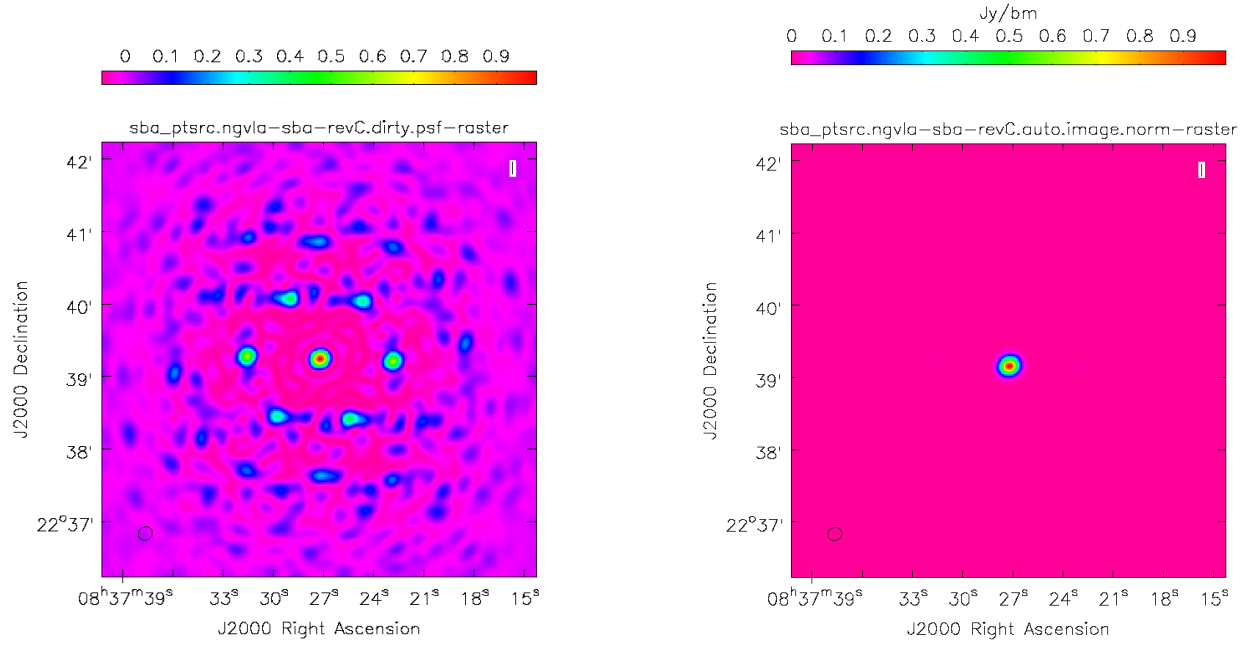 0 0.1 0.2 0.3 0.4 0.5 0.6 0.7 0.8 0.9
sba_ptsrc.ngvla-sba-revC.dirty.psf-raster
42'
41'
40'
39'
38'
22°37'
J2000 Declination
08ʰ37ᵐ39ˢ 33ˢ 30ˢ 27ˢ 24ˢ 21ˢ 18ˢ 15ˢ
J2000 Right Ascension
Jy/bm
0 0.1 0.2 0.3 0.4 0.5 0.6 0.7 0.8 0.9
sba_ptsrc.ngvla-sba-revC.auto.image.norm-raster
42'
41'
40'
39'
38'
22°37'
J2000 Declination
08ʰ37ᵐ39ˢ 33ˢ 30ˢ 27ˢ 24ˢ 21ˢ 18ˢ 15ˢ
J2000 Right Ascension